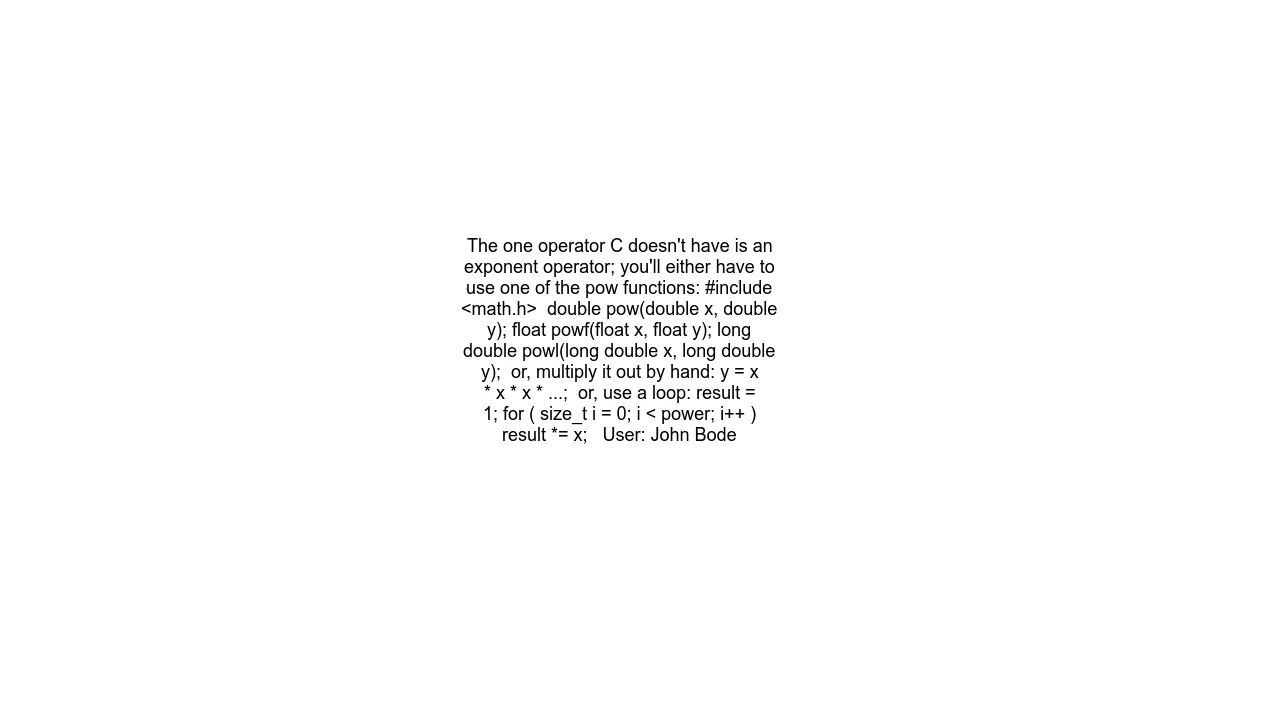 The one operator C doesn't have is an
exponent operator; you'll either have to
use one of the pow functions: #include
<math.h>  double pow(double x, double
y); float powf(float x, float y); long
double powl(long double x, long double
y);  or, multiply it out by hand: y = x
* x * x * ...;  or, use a loop: result =
1; for ( size_t i = 0; i < power; i++ )
result *= x;   User: John Bode